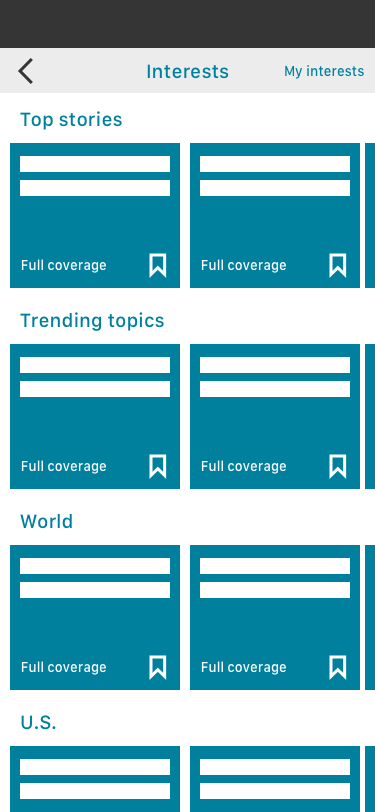 Interests
My interests
Top stories
Full coverage
Full coverage
Trending topics
Full coverage
Full coverage
World
Full coverage
Full coverage
U.S.